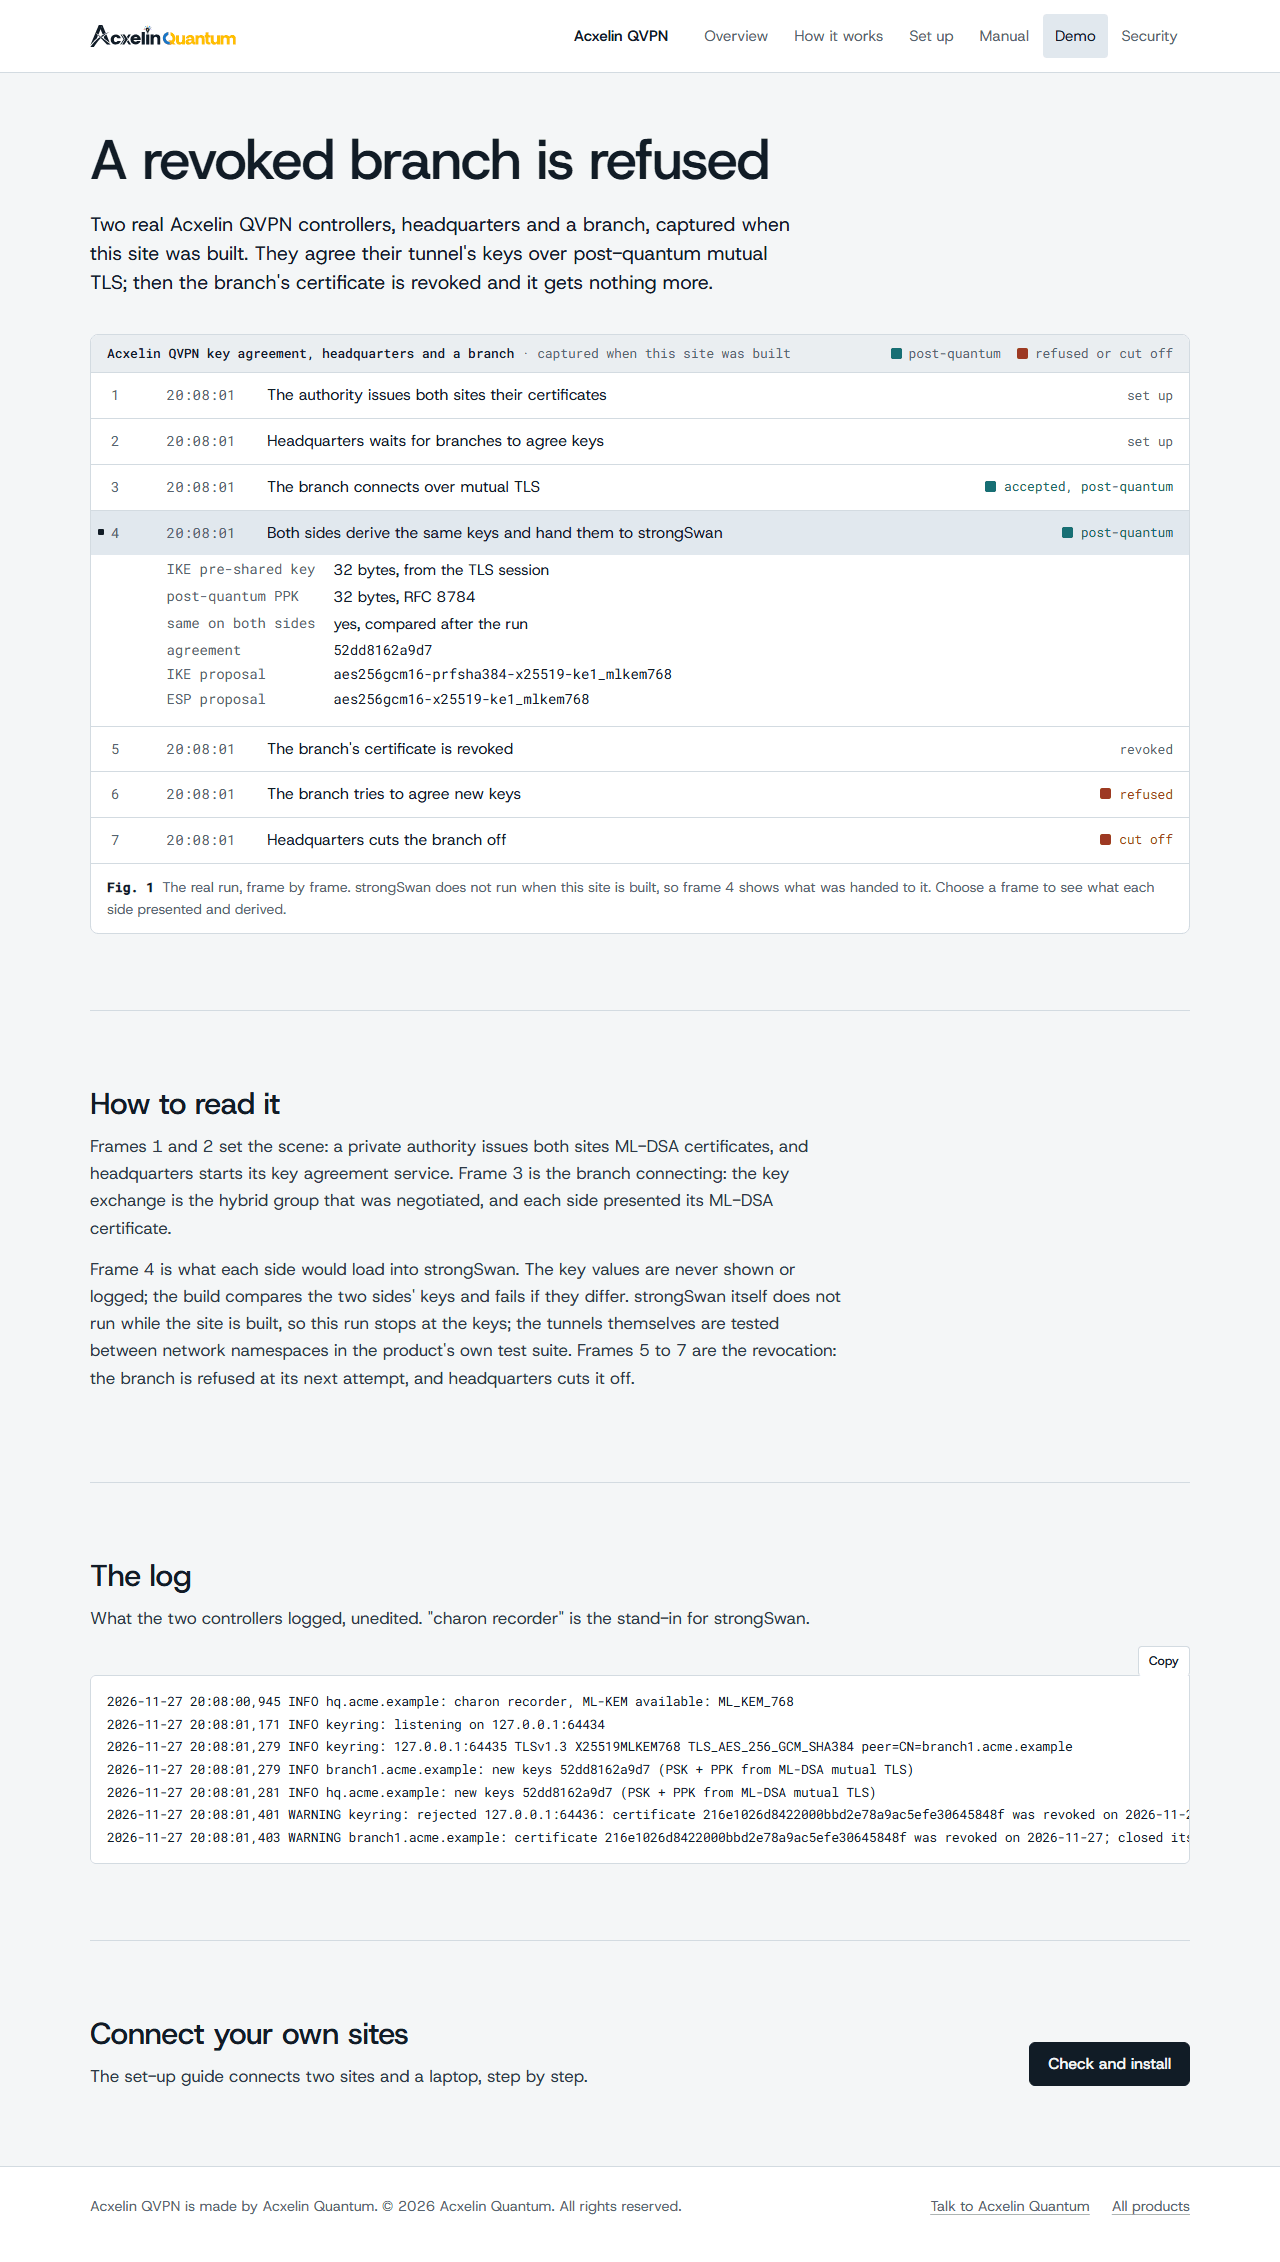 Acxelin Quantum
Acxelin QVPN Overview How it works Set up Manual Demo Security
A revoked branch is refused
Two real Acxelin QVPN controllers, headquarters and a branch, captured when
this site was built. They agree their tunnel's keys over post-quantum mutual
TLS; then the branch's certificate is revoked and it gets nothing more.
Acxelin QVPN key agreement, headquarters and a branch · captured when this site was built post-quantum refused or cut off
1 20:08:01 The authority issues both sites their certificates set up
2 20:08:01 Headquarters waits for branches to agree keys set up
3 20:08:01 The branch connects over mutual TLS accepted, post-quantum
4 20:08:01 Both sides derive the same keys and hand them to strongSwan post-quantum
IKE pre-shared key 32 bytes, from the TLS session
post-quantum PPK 32 bytes, RFC 8784
same on both sides yes, compared after the run
agreement 52dd8162a9d7
IKE proposal aes256gcm16-prfsha384-x25519-ke1_mlkem768
ESP proposal aes256gcm16-x25519-ke1_mlkem768
5 20:08:01 The branch's certificate is revoked revoked
6 20:08:01 The branch tries to agree new keys refused
7 20:08:01 Headquarters cuts the branch off cut off
Fig. 1 The real run, frame by frame. strongSwan does not run when this site is built, so frame 4 shows what was handed to it. Choose a frame to see what each
side presented and derived.
How to read it
Frames 1 and 2 set the scene: a private authority issues both sites ML-DSA certificates, and
headquarters starts its key agreement service. Frame 3 is the branch connecting: the key
exchange is the hybrid group that was negotiated, and each side presented its ML-DSA
certificate.
Frame 4 is what each side would load into strongSwan. The key values are never shown or
logged; the build compares the two sides' keys and fails if they differ. strongSwan itself does not
run while the site is built, so this run stops at the keys; the tunnels themselves are tested
between network namespaces in the product's own test suite. Frames 5 to 7 are the revocation:
the branch is refused at its next attempt, and headquarters cuts it off.
The log
What the two controllers logged, unedited. "charon recorder" is the stand-in for strongSwan.
Copy
2026-11-27 20:08:00,945 INFO hq.acme.example: charon recorder, ML-KEM available: ML_KEM_768
2026-11-27 20:08:01,171 INFO keyring: listening on 127.0.0.1:64434
2026-11-27 20:08:01,279 INFO keyring: 127.0.0.1:64435 TLSv1.3 X25519MLKEM768 TLS_AES_256_GCM_SHA384 peer=CN=branch1.acme.example
2026-11-27 20:08:01,279 INFO branch1.acme.example: new keys 52dd8162a9d7 (PSK + PPK from ML-DSA mutual TLS)
2026-11-27 20:08:01,281 INFO hq.acme.example: new keys 52dd8162a9d7 (PSK + PPK from ML-DSA mutual TLS)
2026-11-27 20:08:01,401 WARNING keyring: rejected 127.0.0.1:64436: certificate 216e1026d8422000bbd2e78a9ac5efe30645848f was revoked on 2026-11-2
2026-11-27 20:08:01,403 WARNING branch1.acme.example: certificate 216e1026d8422000bbd2e78a9ac5efe30645848f was revoked on 2026-11-27; closed its
Connect your own sites
The set-up guide connects two sites and a laptop, step by step.
Check and install
Acxelin QVPN is made by Acxelin Quantum. © 2026 Acxelin Quantum. All rights reserved. Talk to Acxelin Quantum All products